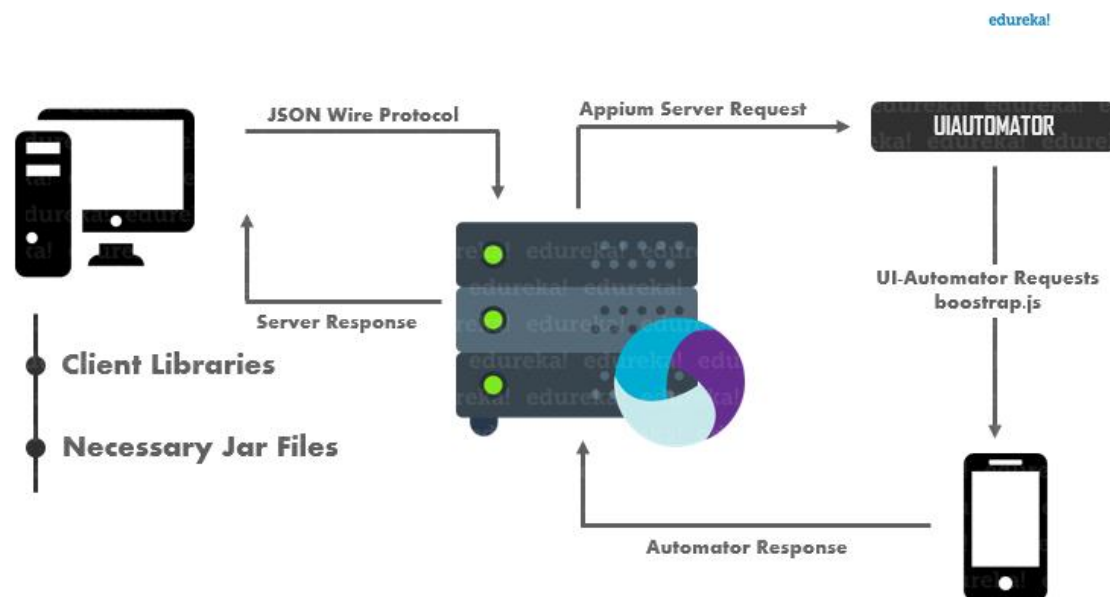 edureka!
JSON Wire Protocol
Appium Server Request
UIAUTOMATOR
UI-Automator Requests
boostrap.js
Server Response
Client Libraries
Necessary Jar Files
Automator Response